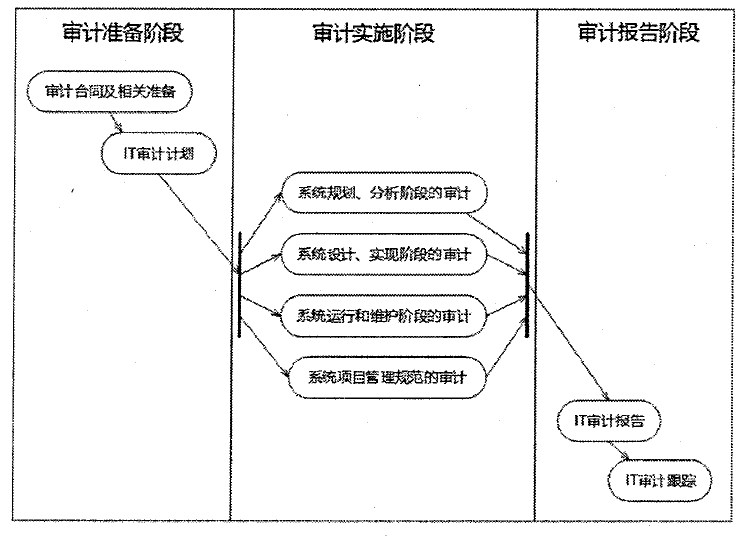 审计准备阶段
审计实施阶段
审计报告阶段
审计合同及相关准备
IT审计计划
系统规划、分析阶段的审计
系统设计、实现阶段的审计
系统运行和维护阶段的审计
系统项目管理规范的审计
IT审计报告
IT审计跟踪